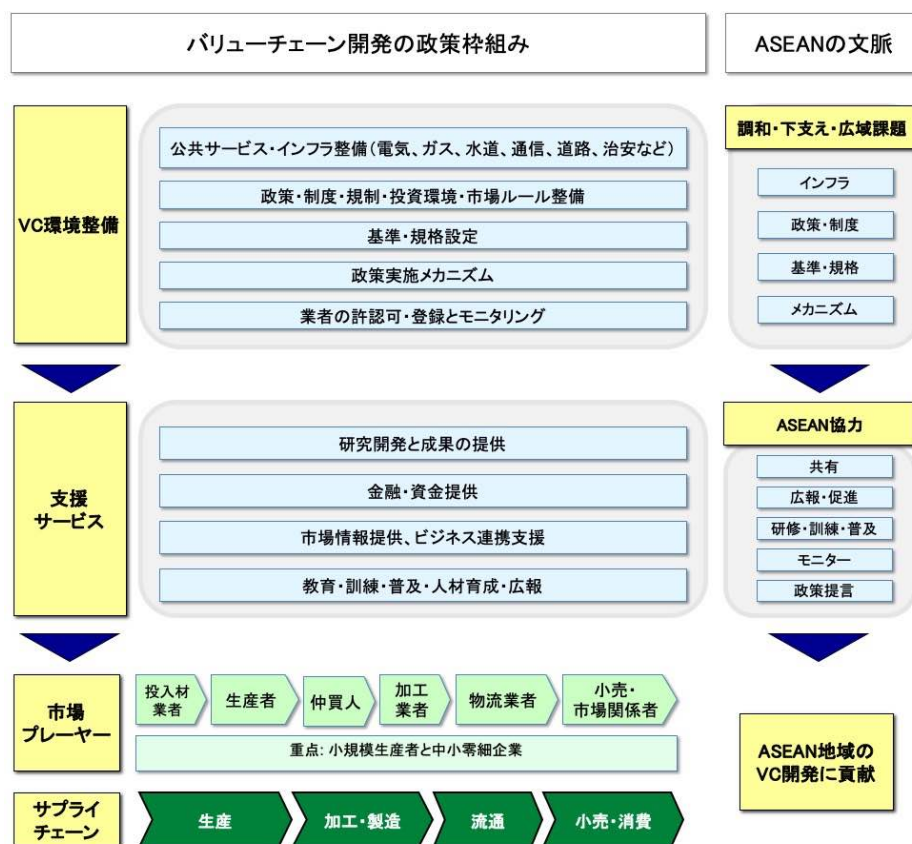 バリューチェーン開発の政策枠組み
ASEANの文脈
VC環境整備
公共サービス・インフラ整備(電気、ガス、水道、通信、道路、治安など)
政策・制度・規制・投資環境・市場ルール整備
基準・規格設定
政策実施メカニズム
業者の許認可・登録とモニタリング
調和・下支え・広域課題
インフラ
政策・制度
基準・規格
メカニズム
支援
サービス
研究開発と成果の提供
金融・資金提供
市場情報提供、ビジネス連携支援
教育・訓練・普及・人材育成・広報
ASEAN協力
共有
広報・促進
研修・訓練・普及
モニター
政策提言
市場
プレーヤー
投入材
業者
生産者
仲買人
加工
業者
物流業者
小売・
市場関係者
重点: 小規模生産者と中小零細企業
ASEAN地域の
VC開発に貢献
サプライ
チェーン
生産
加工・製造
流通
小売・消費